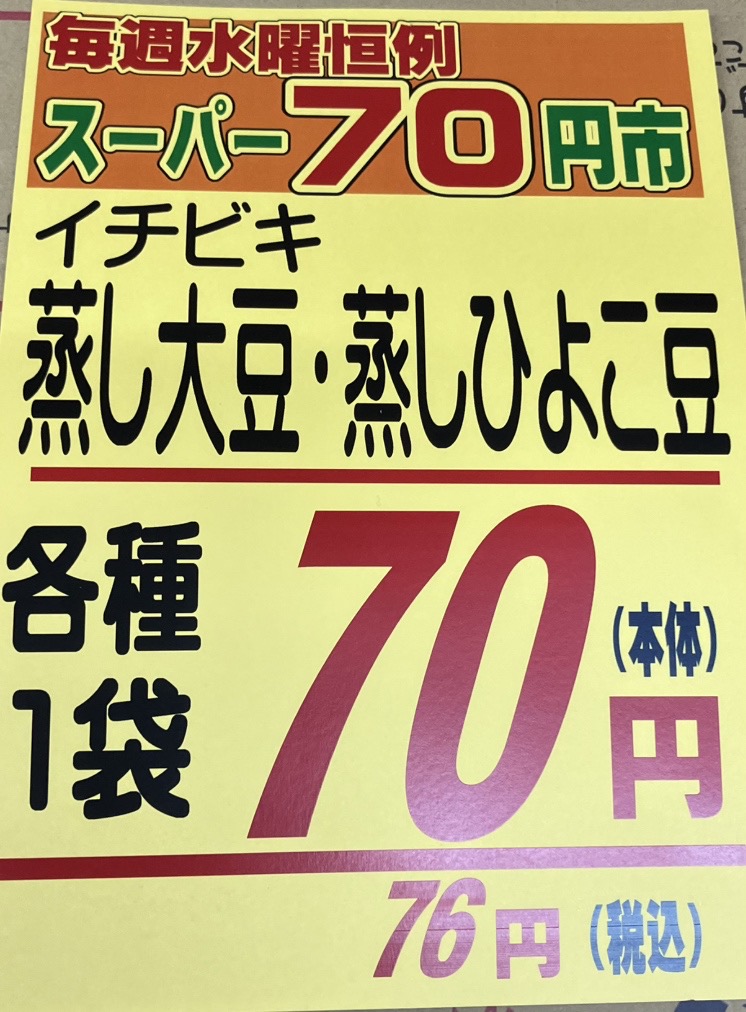 毎週水曜恒例
スーパー70円市
イチビキ
蒸し大豆・蒸しひよこ豆
各種
1袋
70円
(本体)
76円(税込)